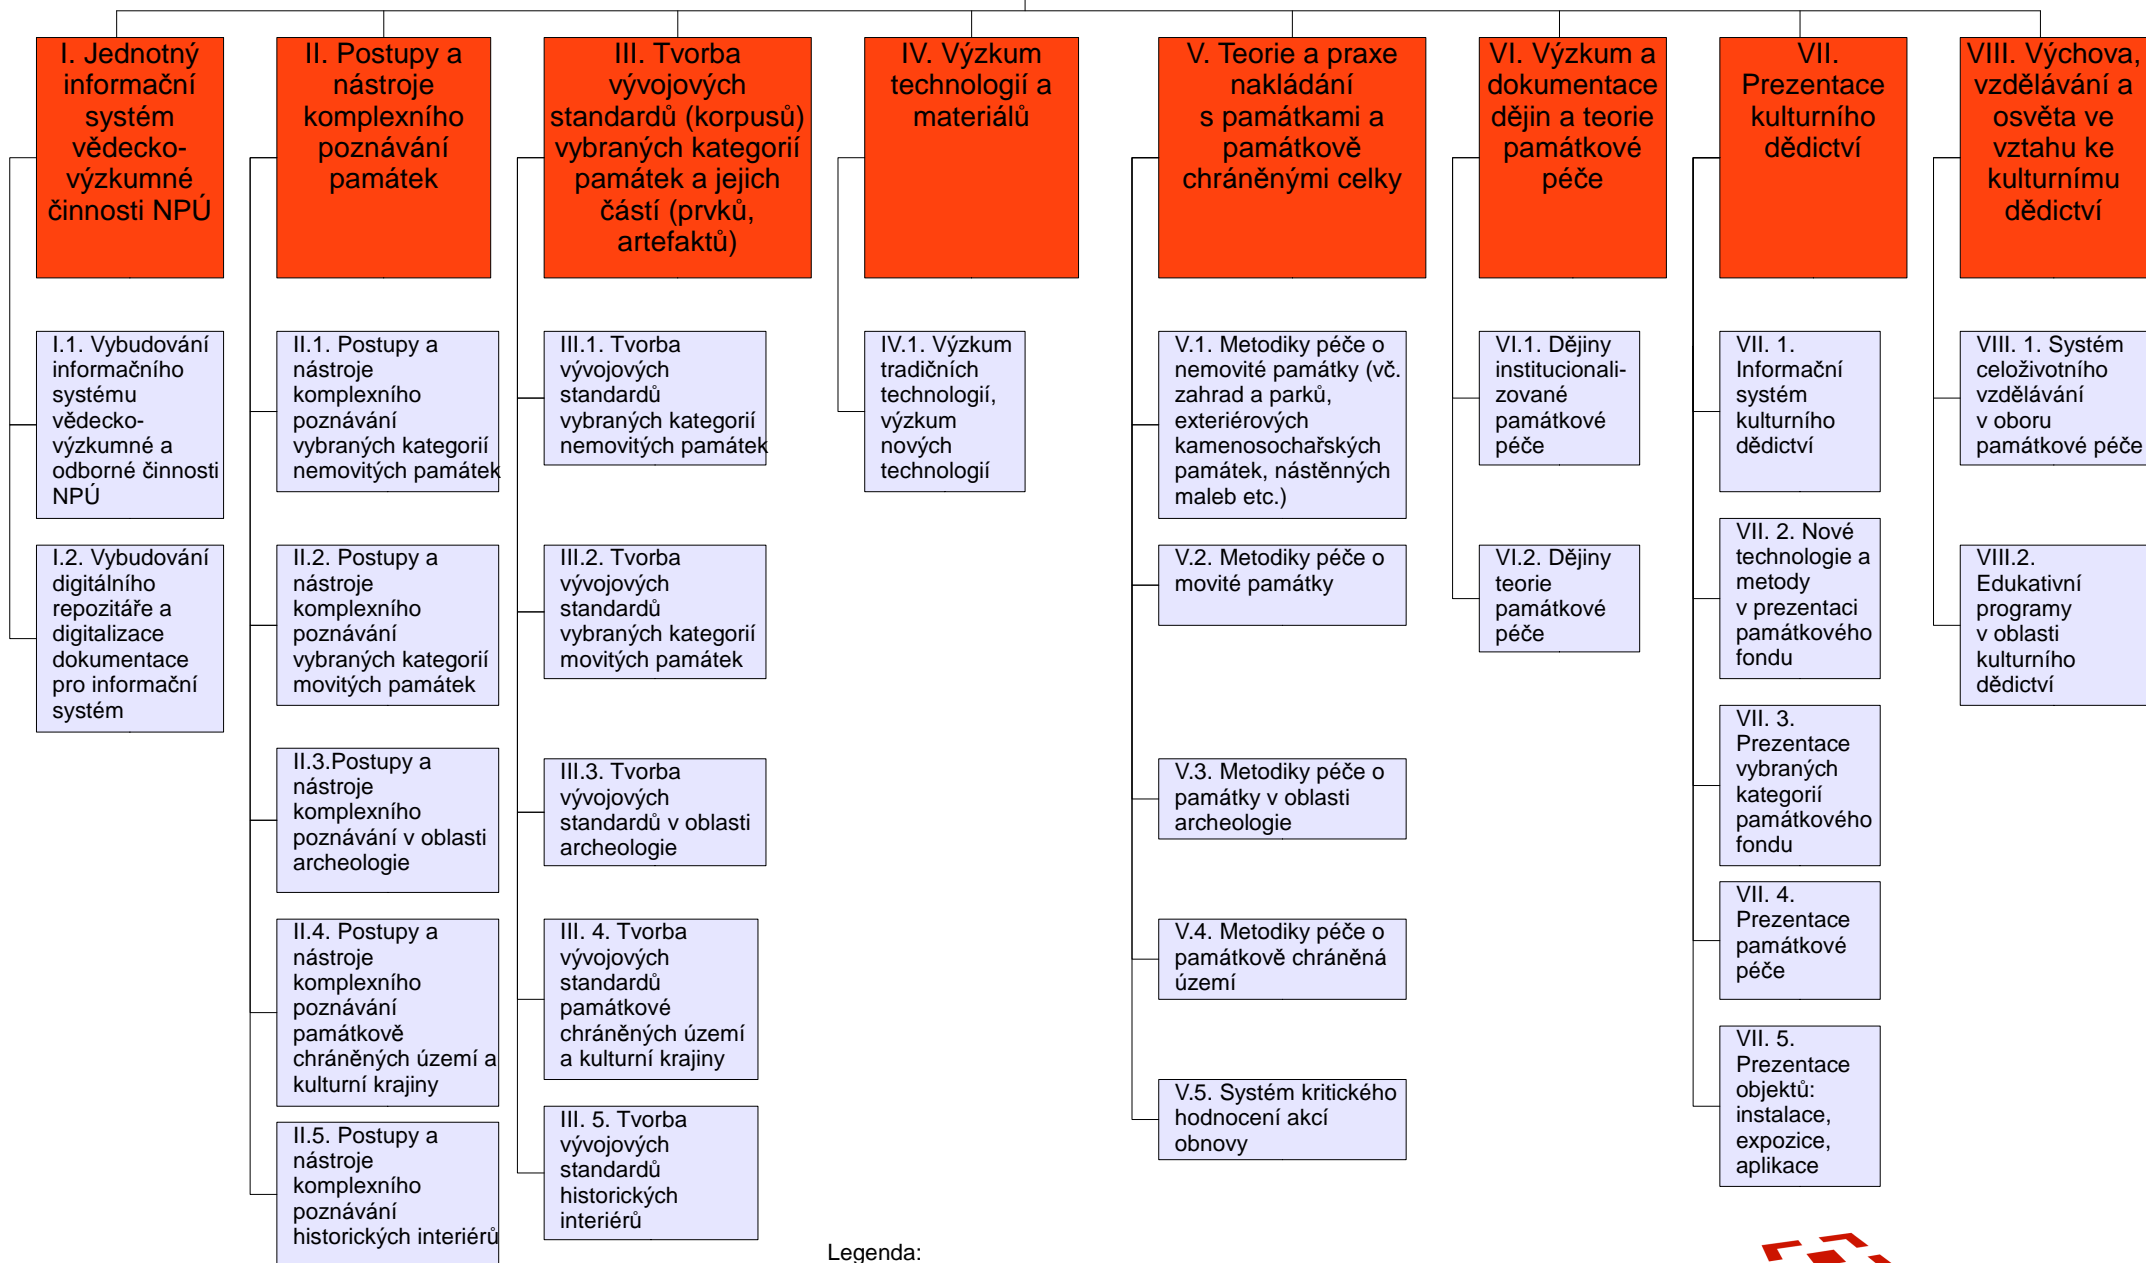 I. Jednotný
informační
systém
vědecko-
výzkumné
činnosti NPÚ
II. Postupy a
nástroje
komplexního
poznávání
památek
III. Tvorba
vývojových
standardů (korpusů)
vybraných kategorií
památek a jejich
částí (prvků,
artefaktů)
IV. Výzkum
technologií a
materiálů
V. Teorie a praxe
nakládání
s památkami a
památkově
chráněnými celky
VI. Výzkum a
dokumentace
dějin a teorie
památkové
péče
VII.
Prezentace
kulturního
dědictví
VIII. Výchova,
vzdělávání a
osvěta ve
vztahu ke
kulturnímu
dědictví
I.1. Vybudování
informačního
systému
vědecko-
výzkumné a
odborné činnosti
NPÚ
I.2. Vybudování
digitálního
repozitáře a
digitalizace
dokumentace
pro informační
systém
II.1. Postupy a
nástroje
komplexního
poznávání
vybraných kategorií
nemovitých památek
II.2. Postupy a
nástroje
komplexního
poznávání
vybraných kategorií
movitých památek
II.3.Postupy a
nástroje
komplexního
poznávání v oblasti
archeologie
II.4. Postupy a
nástroje
komplexního
poznávání
památkově
chráněných území a
kulturní krajiny
II.5. Postupy a
nástroje
komplexního
poznávání
historických interiérů
III.1. Tvorba
vývojových
standardů
vybraných kategorií
nemovitých památek
III.2. Tvorba
vývojových
standardů
vybraných kategorií
movitých památek
III.3. Tvorba
vývojových
standardů v oblasti
archeologie
III. 4. Tvorba
vývojových
standardů
památkové
chráněných území
a kulturní krajiny
III. 5. Tvorba
vývojových
standardů
historických
interiérů
IV.1. Výzkum
tradičních
technologií,
výzkum
nových
technologií
V.1. Metodiky péče o
nemovité památky (vč.
zahrad a parků,
exteriérových
kamenosochařských
památek, nástěnných
maleb etc.)
V.2. Metodiky péče o
movité památky
V.3. Metodiky péče o
památky v oblasti
archeologie
V.4. Metodiky péče o
památkově chráněná
území
V.5. Systém kritického
hodnocení akcí
obnovy
VI.1. Dějiny
institucionali-
zované
památkové
péče
VI.2. Dějiny
teorie
památkové
péče
VII. 1.
Informační
systém
kulturního
dědictví
VII. 2. Nové
technologie a
metody
v prezentaci
památkového
fondu
VII. 3.
Prezentace
vybraných
kategorií
památkového
fondu
VII. 4.
Prezentace
památkové
péče
VII. 5.
Prezentace
objektů:
instalace,
expozice,
aplikace
VIII. 1. Systém
celoživotního
vzdělávání
v oboru
památkové péče
VIII.2.
Edukativní
programy
v oblasti
kulturního
dědictví
Legenda: